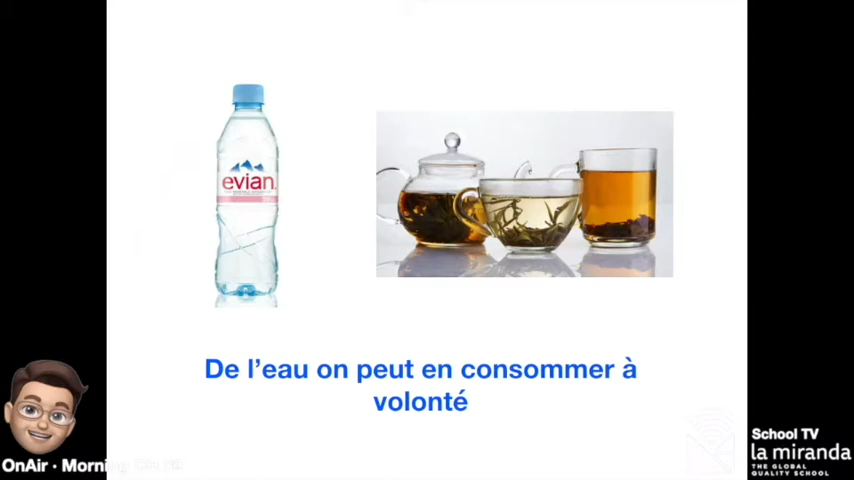 evian
De l'eau on peut en consommer à
volonté
OnAir · Morning
School TV
la miranda
THE GLOBAL
QUALITY SCHOOL